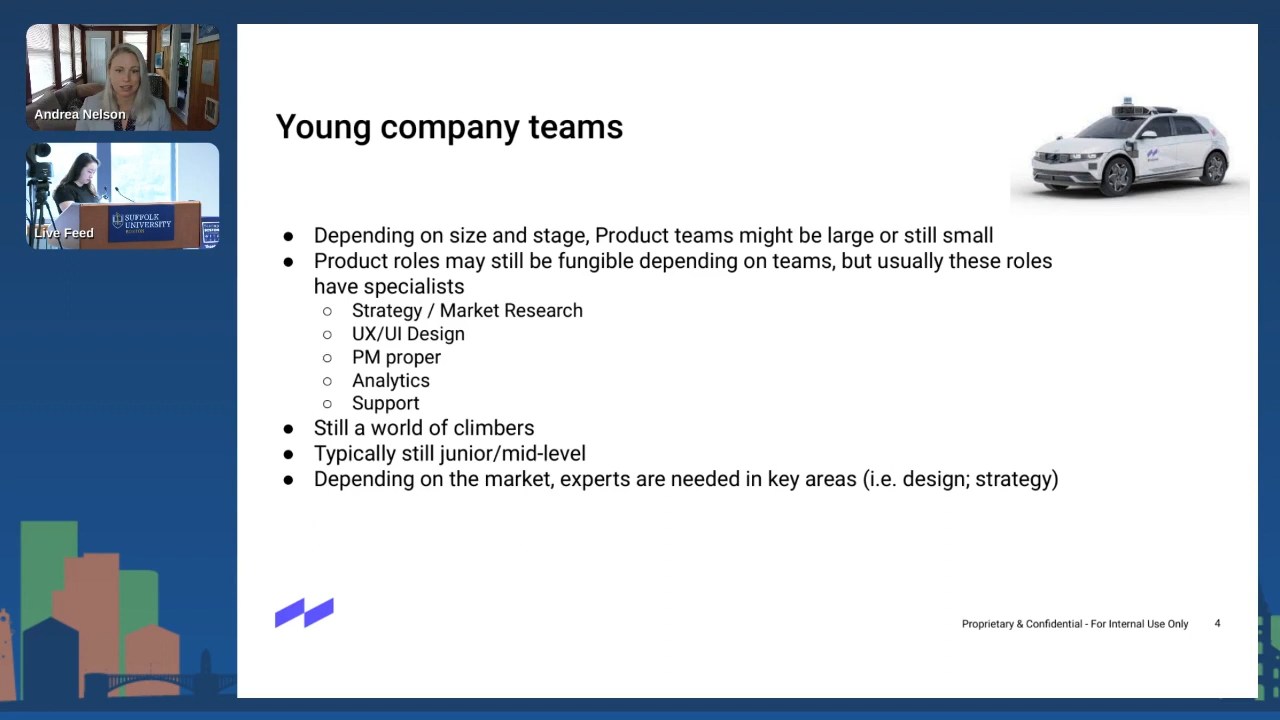 Andrea Nelson
SUFFOLK
UNIVERSITY
BOSTON
Live Feed
Young company teams
● Depending on size and stage, Product teams might be large or still small
● Product roles may still be fungible depending on teams, but usually these roles
have specialists
○ Strategy / Market Research
○ UX/UI Design
○ PM proper
○ Analytics
○ Support
● Still a world of climbers
● Typically still junior/mid-level
● Depending on the market, experts are needed in key areas (i.e. design; strategy)
Proprietary & Confidential - For Internal Use Only 4